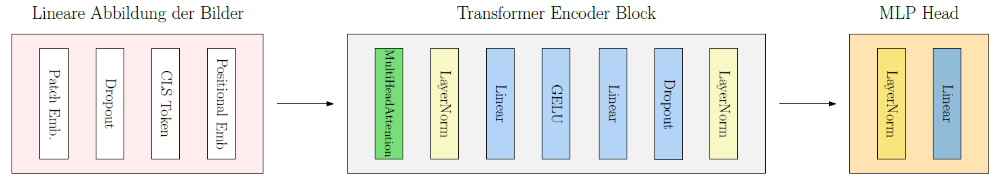 Lineare Abbildung der Bilder
Transformer Encoder Block
MLP Head
Patch Emb.
Dropout
CLS Token
Positional Emb
MultiHeadAttention
LayerNorm
Linear
GELU
Linear
Dropout
LayerNorm
LayerNorm
Linear